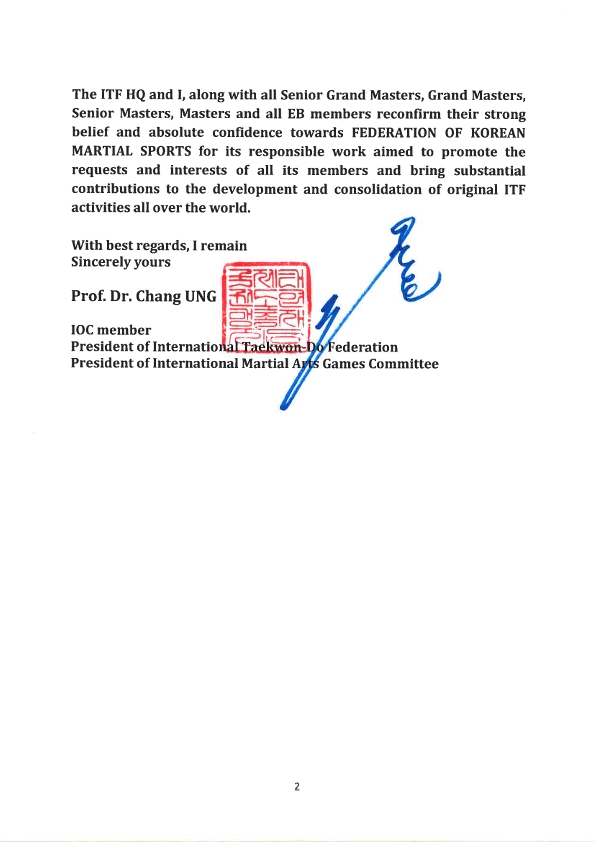 The ITF HQ and I, along with all Senior Grand Masters, Grand Masters,
Senior Masters, Masters and all EB members reconfirm their strong
belief and absolute confidence towards FEDERATION OF KOREAN
MARTIAL SPORTS for its responsible work aimed to promote the
requests and interests of all its members and bring substantial
contributions to the development and consolidation of original ITF
activities all over the world.
With best regards, I remain
Sincerely yours
Prof. Dr. Chang UNG
IOC member
President of International Taekwon-Do Federation
President of International Martial Arts Games Committee
2